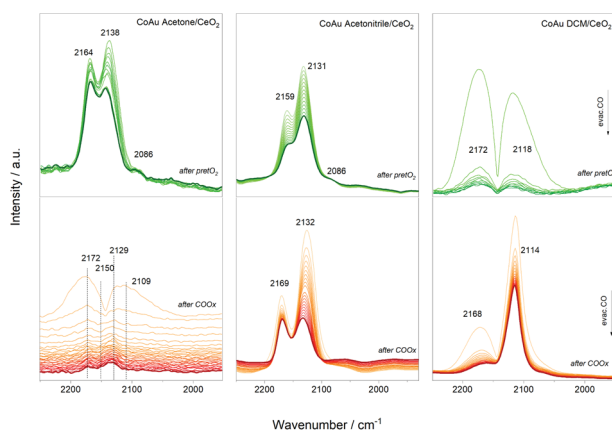 CoAu Acetone/CeO2
CoAu Acetonitrile/CeO2
CoAu DCM/CeO2
2164
2138
2086
after pretO2
2159
2131
2086
after pretO2
2172
2118
evac.CO
after pretO2
Intensity / a.u.
2172
2150
2129
2109
after COOx
2169
2132
after COOx
2168
2114
evac.CO
after COOx
2200
2100
2000
2200
2100
2000
2200
2100
2000
Wavenumber / cm-1